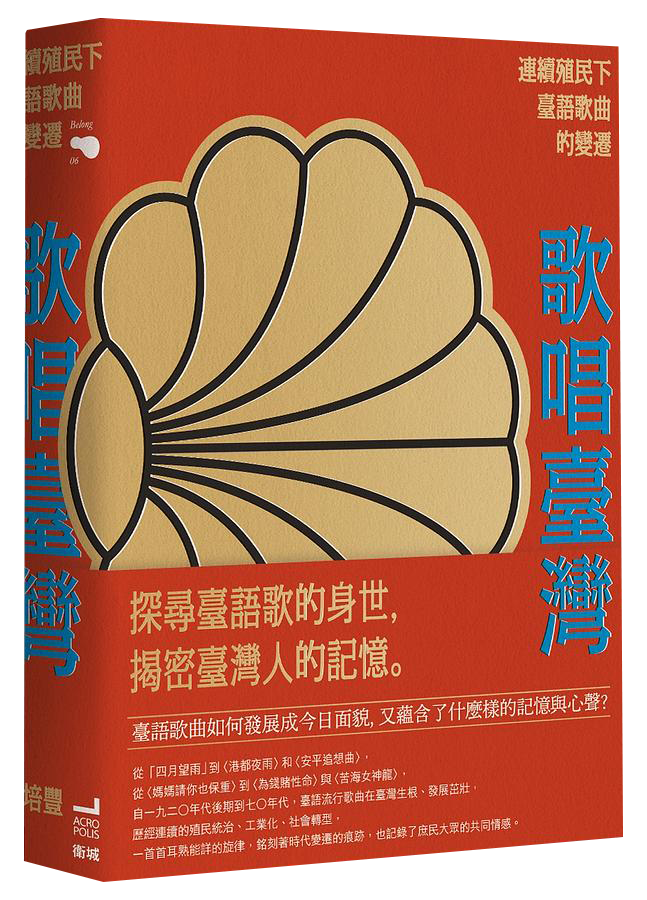 續殖民下
語歌曲
變遷
Belong
06
歌唱臺灣
培豐
ACRO
POLIS
衛城
連續殖民下
臺語歌曲
的變遷
歌唱臺灣
探尋臺語歌的身世,
揭密臺灣人的記憶。
臺語歌曲如何發展成今日面貌, 又蘊含了什麼樣的記憶與心聲?
從「四月望雨」到〈港都夜雨〉和〈安平追想曲〉,
從〈媽媽請你也保重〉到〈為錢賭性命〉與〈苦海女神龍〉,
自一九二〇年代後期到七〇年代，臺語流行歌曲在臺灣生根、發展茁壯，
歷經連續的殖民統治、工業化、社會轉型，
一首首耳熟能詳的旋律，銘刻著時代變遷的痕跡，也記錄了庶民大眾的共同情感。